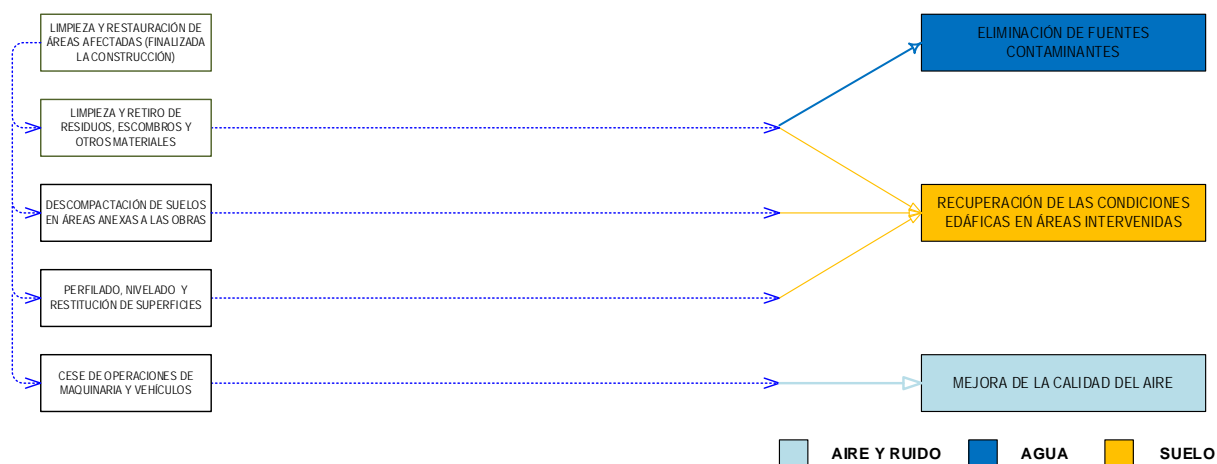 LIMPIEZA Y RESTAURACIÓN DE
ÁREAS AFECTADAS (FINALIZADA
LA CONSTRUCCIÓN)
ELIMINACIÓN DE FUENTES
CONTAMINANTES
LIMPIEZA Y RETIRO DE
RESIDUOS, ESCOMBROS Y
OTROS MATERIALES
DESCOMPACTACIÓN DE SUELOS
EN ÁREAS ANEXAS A LAS OBRAS
RECUPERACIÓN DE LAS CONDICIONES
EDÁFICAS EN ÁREAS INTERVENIDAS
PERFILADO, NIVELADO Y
RESTITUCIÓN DE SUPERFICIES
CESE DE OPERACIONES DE
MAQUINARIA Y VEHÍCULOS
MEJORA DE LA CALIDAD DEL AIRE
AIRE Y RUIDO
AGUA
SUELO